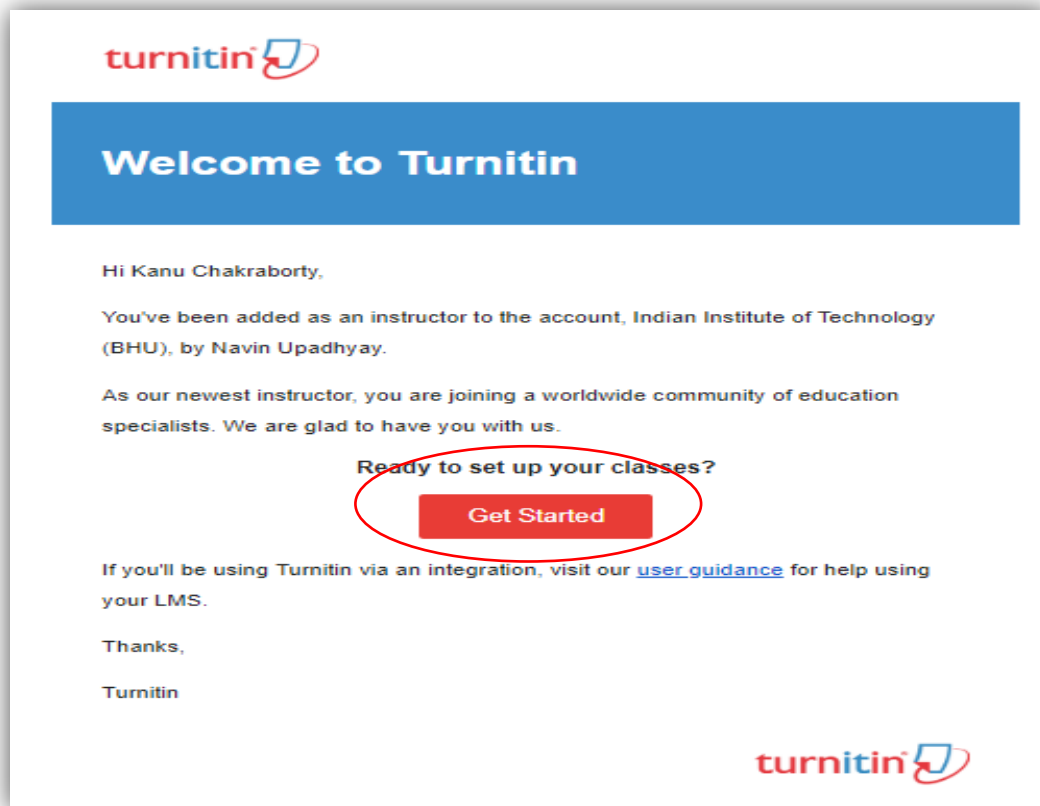 turnitin
Welcome to Turnitin
Hi Kanu Chakraborty,
You've been added as an instructor to the account, Indian Institute of Technology
(BHU), by Navin Upadhyay.
As our newest instructor, you are joining a worldwide community of education
specialists. We are glad to have you with us.
Ready to set up your classes?
Get Started
If you'll be using Turnitin via an integration, visit our user guidance for help using
your LMS.
Thanks,
Turnitin
turnitin